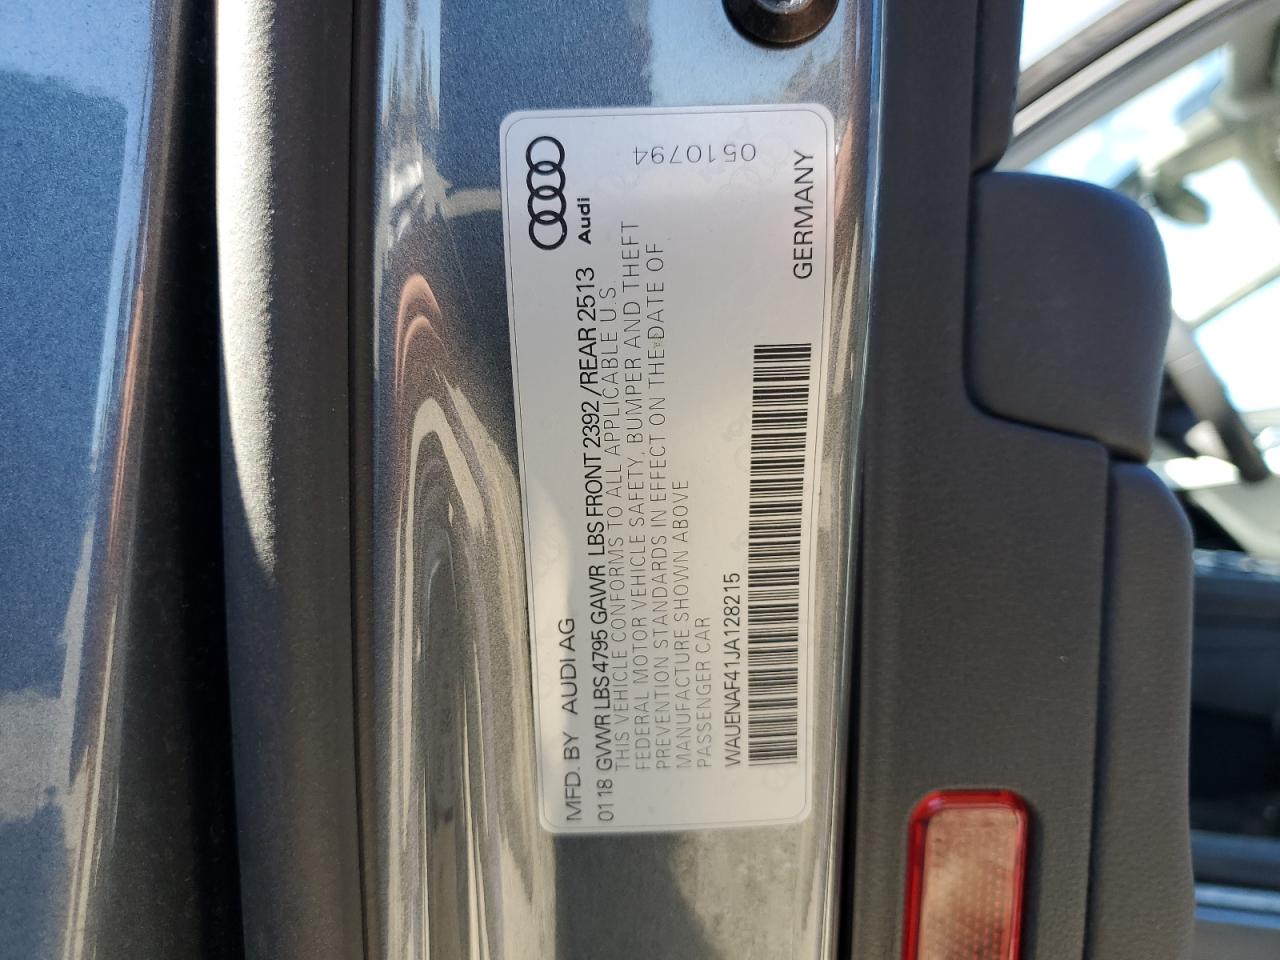 MFD. BY AUDI AG
Audi
01 18 GVWR LBS 4795 GAWR LBS FRONT 2392 /REAR 2513
THIS VEHICLE CONFORMS TO ALL APPLICABLE U.S.
FEDERAL MOTOR VEHICLE SAFETY, BUMPER AND THEFT
PREVENTION STANDARDS IN EFFECT ON THE DATE OF
MANUFACTURE SHOWN ABOVE
PASSENGER CAR
WAUENAF41JA128215
GERMANY
0510794